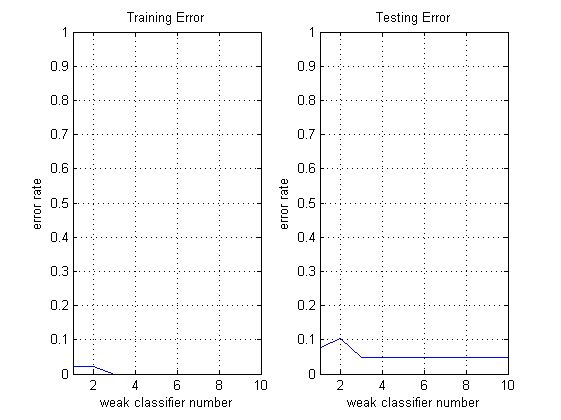 Training Error
1
0.9
0.8
0.7
0.6
0.5
0.4
0.3
0.2
0.1
0
error rate
2 4 6 8 10
weak classifier number
Testing Error
1
0.9
0.8
0.7
0.6
0.5
0.4
0.3
0.2
0.1
0
error rate
2 4 6 8 10
weak classifier number